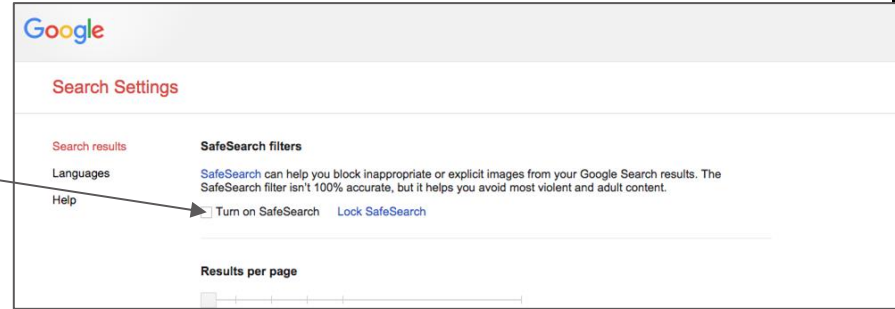 Google
Search Settings
Search results
Languages
Help
SafeSearch filters
SafeSearch can help you block inappropriate or explicit images from your Google Search results. The
SafeSearch filter isn't 100% accurate, but it helps you avoid most violent and adult content.
Turn on SafeSearch Lock SafeSearch
Results per page